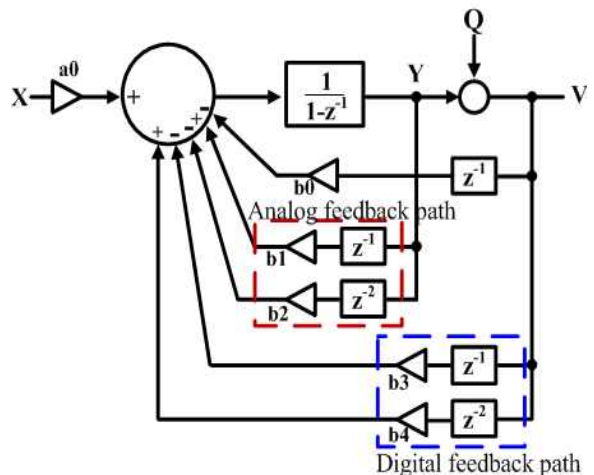 Q
a0
Y
X
+
1
1-z⁻¹
V
-
+
-
-
+
b0
z⁻¹
Analog feedback path
b1
z⁻¹
b2
z⁻²
b3
z⁻¹
b4
z⁻²
Digital feedback path